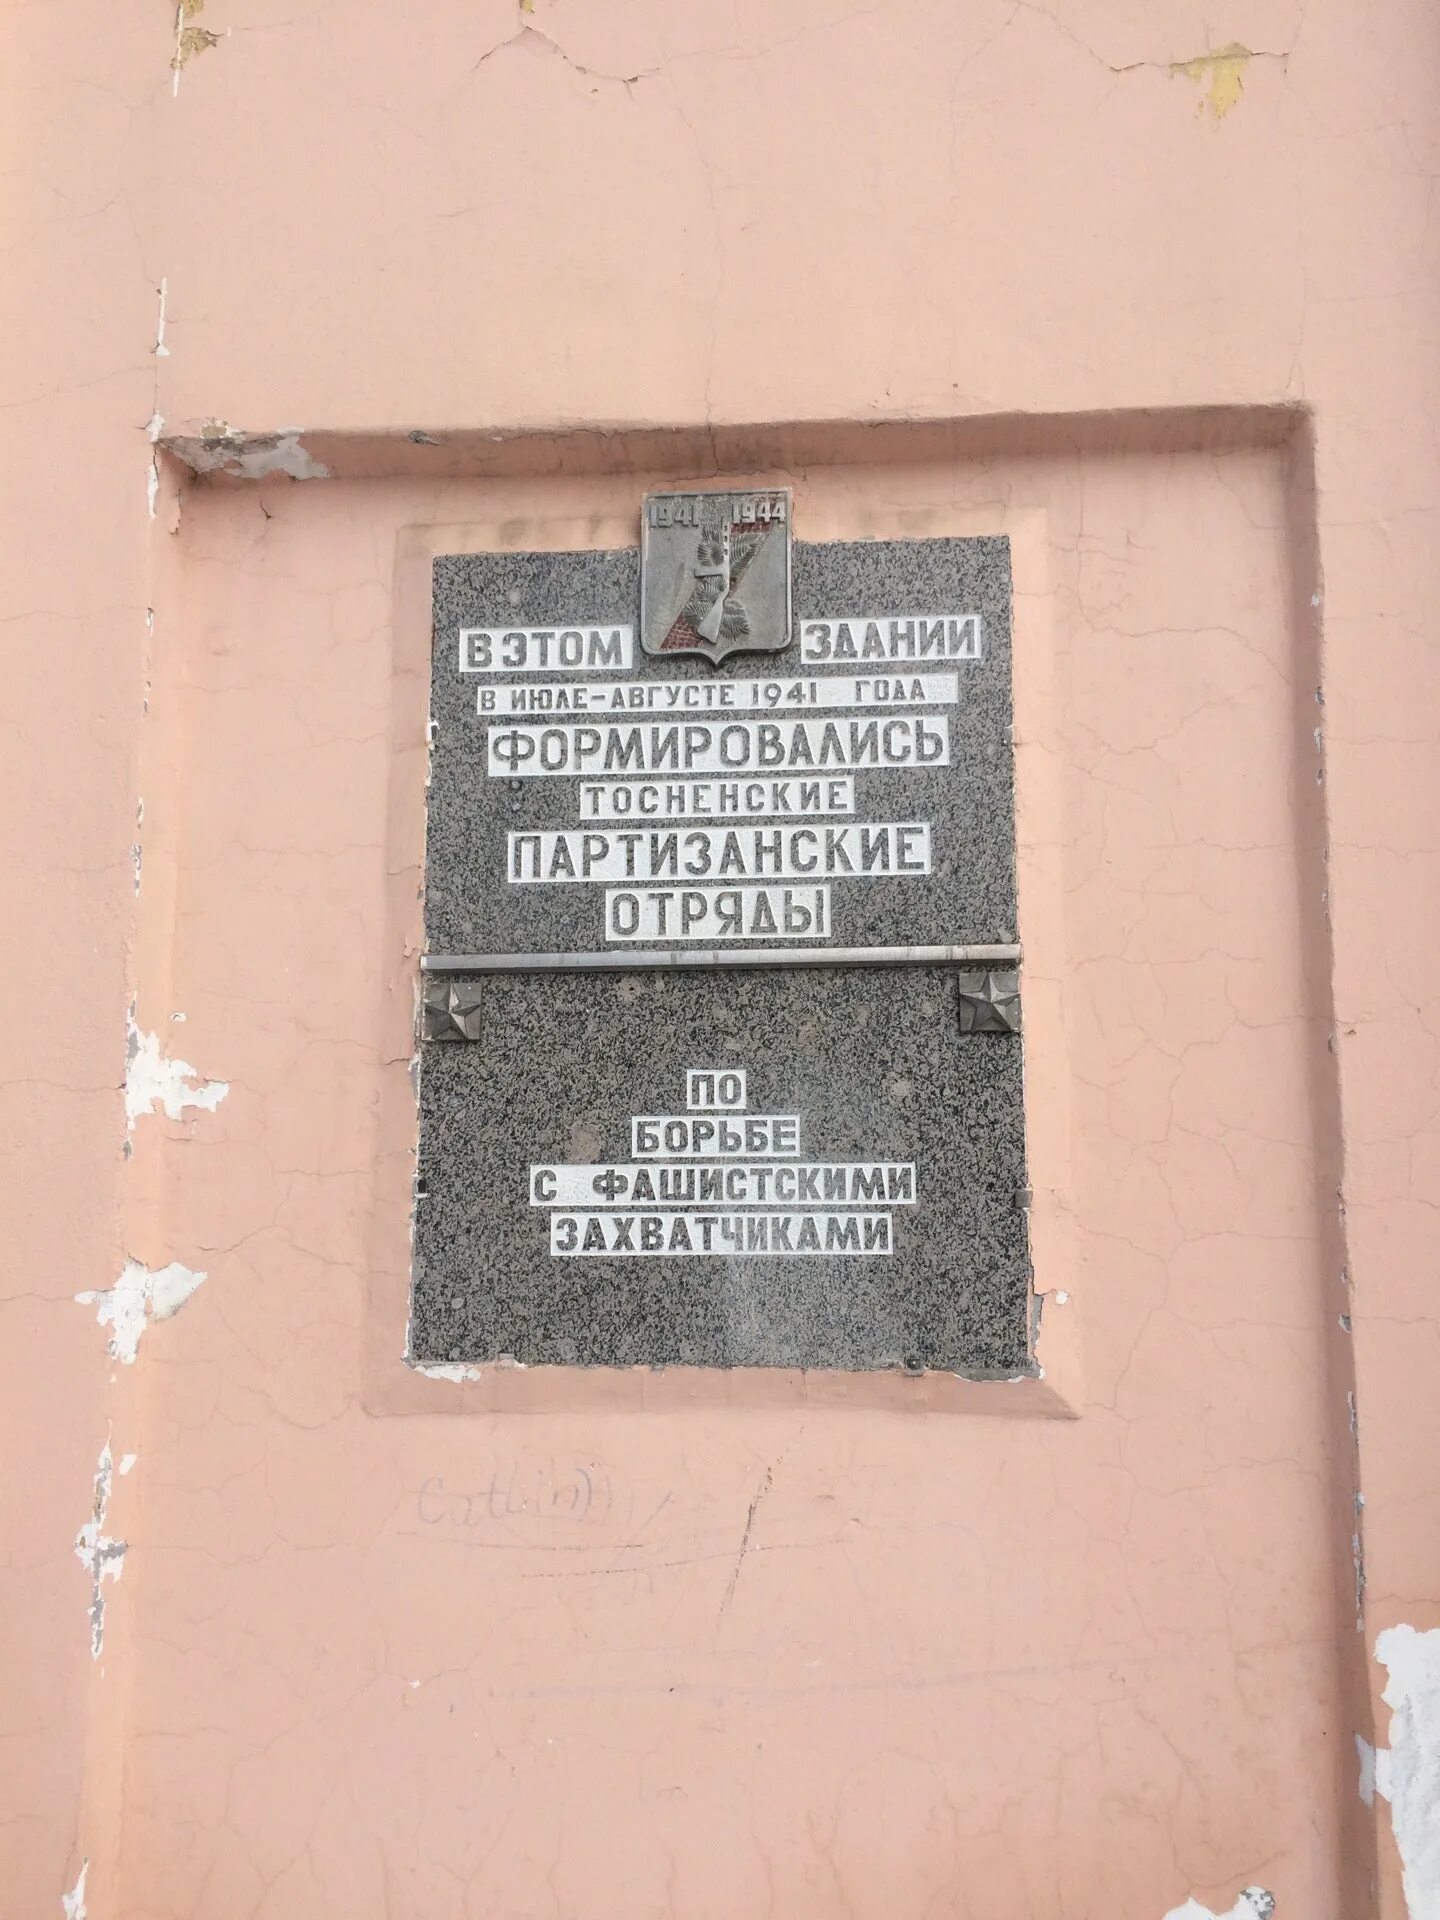 1941 1944
В ЭТОМ ЗДАНИИ
В ИЮЛЕ-АВГУСТЕ 1941 ГОДА
ФОРМИРОВАЛИСЬ
ТОСНЕНСКИЕ
ПАРТИЗАНСКИЕ
ОТРЯДЫ
ПО
БОРЬБЕ
С ФАШИСТСКИМИ
ЗАХВАТЧИКАМИ